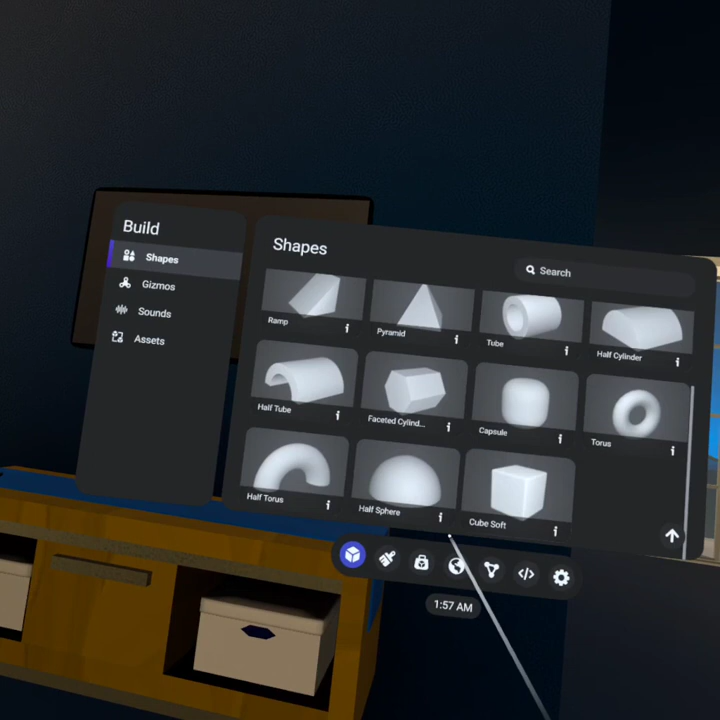 Build
Shapes
Gizmos
Sounds
Assets
Shapes
Search
Ramp
Pyramid
Tube
Half Cylinder
Half Tube
Faceted Cylind...
Capsule
Torus
Half Torus
Half Sphere
Cube Soft
1:57 AM